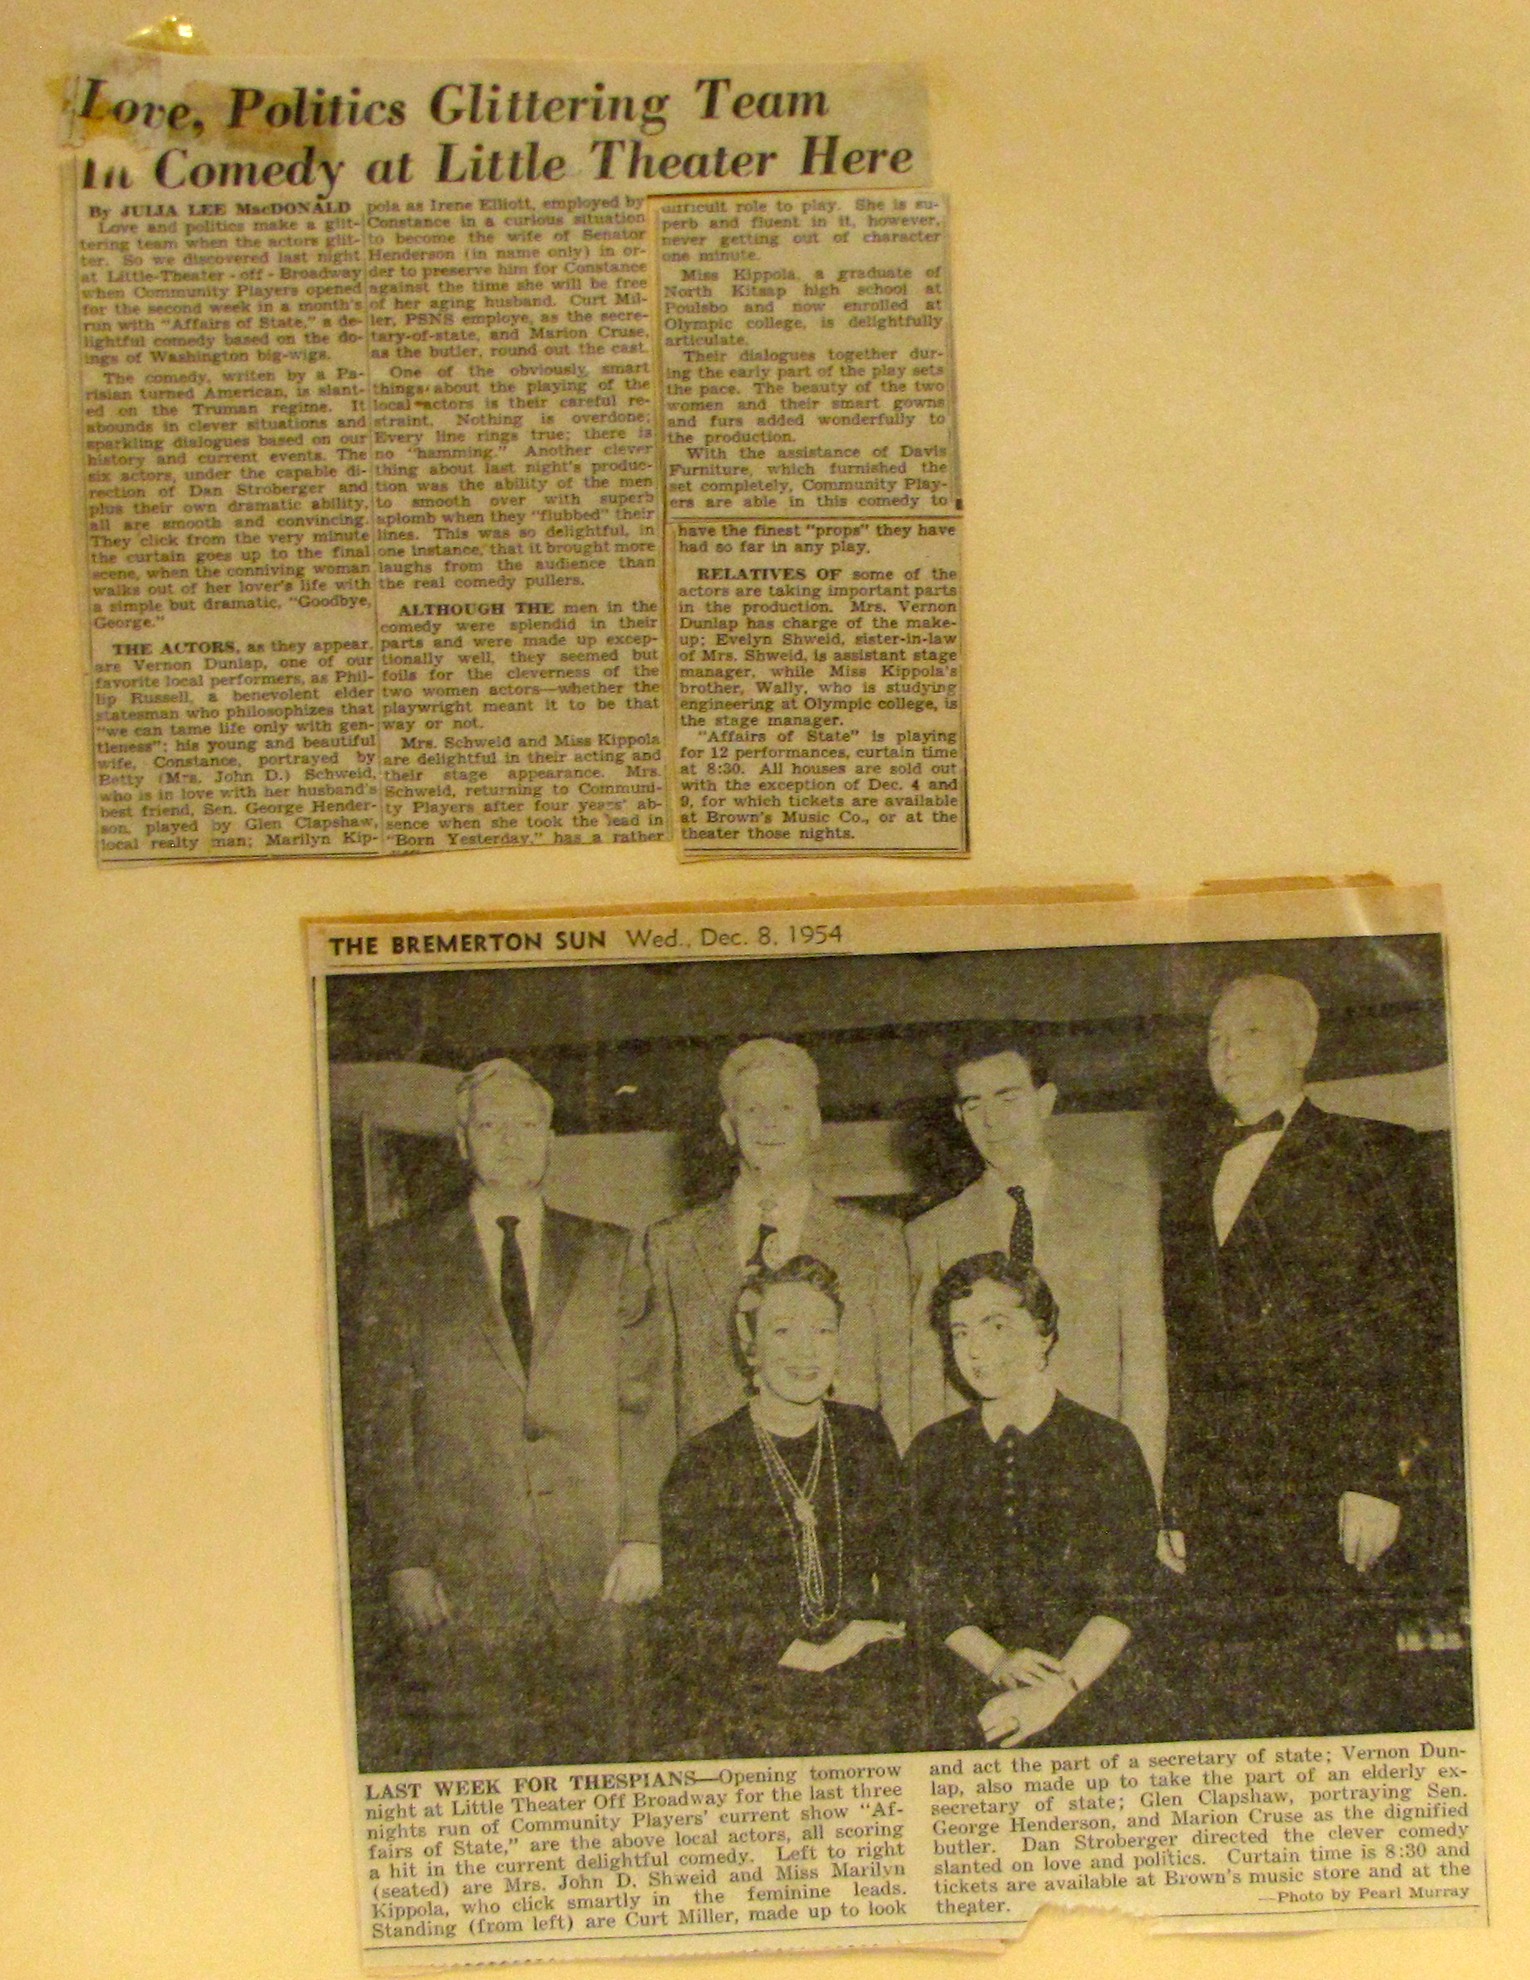 Love, Politics Glittering Team
In Comedy at Little Theater Here
By JULIA LEE MacDONALD
Love and politics make a glit-
tering team when the actors glit-
ter. So we discovered last night
at Little-Theater - off - Broadway
when Community Players opened
for the second week in a month's
run with "Affairs of State," a de-
lightful comedy based on the do-
ings of Washington big-wigs.
The comedy, writen by a Pa-
risian turned American, is slant-
ed on the Truman regime. It
abounds in clever situations and
sparkling dialogues based on our
history and current events. The
six actors, under the capable di-
rection of Dan Stroberger and
plus their own dramatic ability,
all are smooth and convincing.
They click from the very minute
the curtain goes up to the final
scene, when the conniving woman
walks out of her lover's life with
a simple but dramatic, "Goodbye,
George."
THE ACTORS, as they appear,
are Vernon Dunlap, one of our
favorite local performers, as Phil-
lip Russell, a benevolent elder
statesman who philosophizes that
"we can tame life only with gen-
tleness"; his young and beautiful
wife, Constance, portrayed by
Betty (Mrs. John D.) Schweid,
who is in love with her husband's
best friend, Sen. George Hender-
son, played by Glen Clapshaw,
local realty man; Marilyn Kip-
pola as Irene Elliott, employed by
Constance in a curious situation
to become the wife of Senator
Henderson (in name only) in or-
der to preserve him for Constance
against the time she will be free
of her aging husband. Curt Mil-
ler, PSNS employe, as the secre-
tary-of-state, and Marion Cruse,
as the butler, round out the cast.
One of the obviously smart
things about the playing of the
local actors is their careful re-
straint. Nothing is overdone;
Every line rings true; there is
no "hamming." Another clever
thing about last night's produc-
tion was the ability of the men
to smooth over with superb
aplomb when they "flubbed" their
lines. This was so delightful, in
one instance, that it brought more
laughs from the audience than
the real comedy pullers.
ALTHOUGH THE men in the
comedy were splendid in their
parts and were made up excep-
tionally well, they seemed but
foils for the cleverness of the
two women actors—whether the
playwright meant it to be that
way or not.
Mrs. Schweid and Miss Kippola
are delightful in their acting and
their stage appearance. Mrs.
Schweid, returning to Communi-
ty Players after four years' ab-
sence when she took the lead in
"Born Yesterday," has a rather
difficult role to play. She is su-
perb and fluent in it, however,
never getting out of character
one minute.
Miss Kippola, a graduate of
North Kitsap high school at
Poulsbo and now enrolled at
Olympic college, is delightfully
articulate.
Their dialogues together dur-
ing the early part of the play sets
the pace. The beauty of the two
women and their smart gowns
and furs added wonderfully to
the production.
With the assistance of Davis
Furniture, which furnished the
set completely, Community Play-
ers are able in this comedy to
have the finest "props" they have
had so far in any play.
RELATIVES OF some of the
actors are taking important parts
in the production. Mrs. Vernon
Dunlap has charge of the make-
up; Evelyn Shweid, sister-in-law
of Mrs. Shweid, is assistant stage
manager, while Miss Kippola's
brother, Wally, who is studying
engineering at Olympic college, is
the stage manager.
"Affairs of State" is playing
for 12 performances, curtain time
at 8:30. All houses are sold out
with the exception of Dec. 4 and
9, for which tickets are available
at Brown's Music Co., or at the
theater those nights.
THE BREMERTON SUN Wed., Dec. 8, 1954
LAST WEEK FOR THESPIANS—Opening tomorrow
night at Little Theater Off Broadway for the last three
nights run of Community Players' current show "Af-
fairs of State," are the above local actors, all scoring
a hit in the current delightful comedy. Left to right
(seated) are Mrs. John D. Shweid and Miss Marilyn
Kippola, who click smartly in the feminine leads.
Standing (from left) are Curt Miller, made up to look
and act the part of a secretary of state; Vernon Dun-
lap, also made up to take the part of an elderly ex-
secretary of state; Glen Clapshaw, portraying Sen.
George Henderson, and Marion Cruse as the dignified
butler. Dan Stroberger directed the clever comedy
slanted on love and politics. Curtain time is 8:30 and
tickets are available at Brown's music store and at the
theater.
—Photo by Pearl Murray